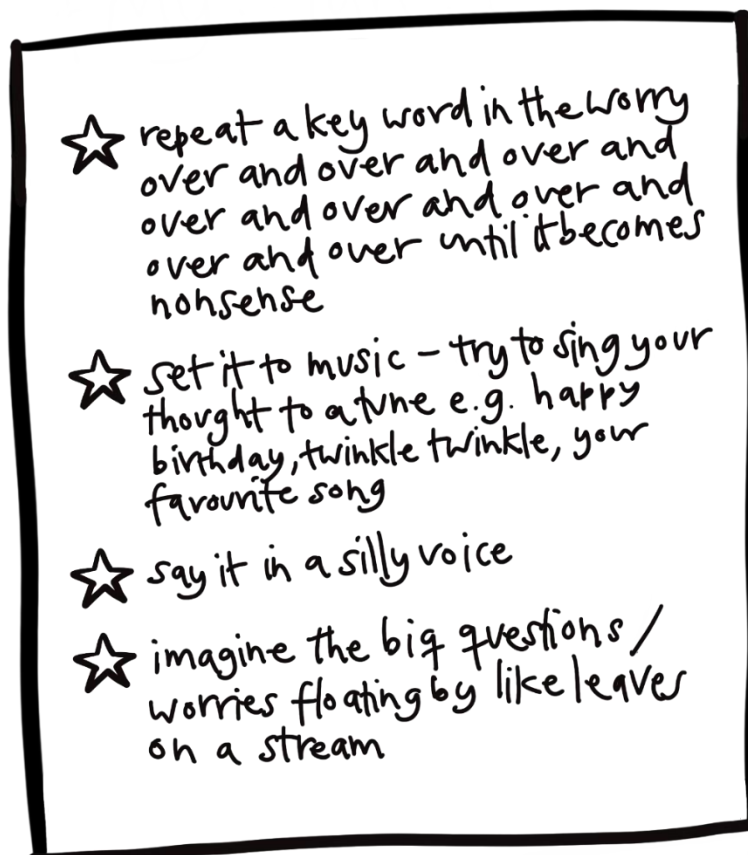 repeat a key word in the worry
over and over and over and
over and over and over and
over and over until it becomes
nonsense
set it to music - try to sing your
thought to a tune e.g. happy
birthday, twinkle twinkle, your
favourite song
say it in a silly voice
imagine the big questions/
worries floating by like leaves
on a stream